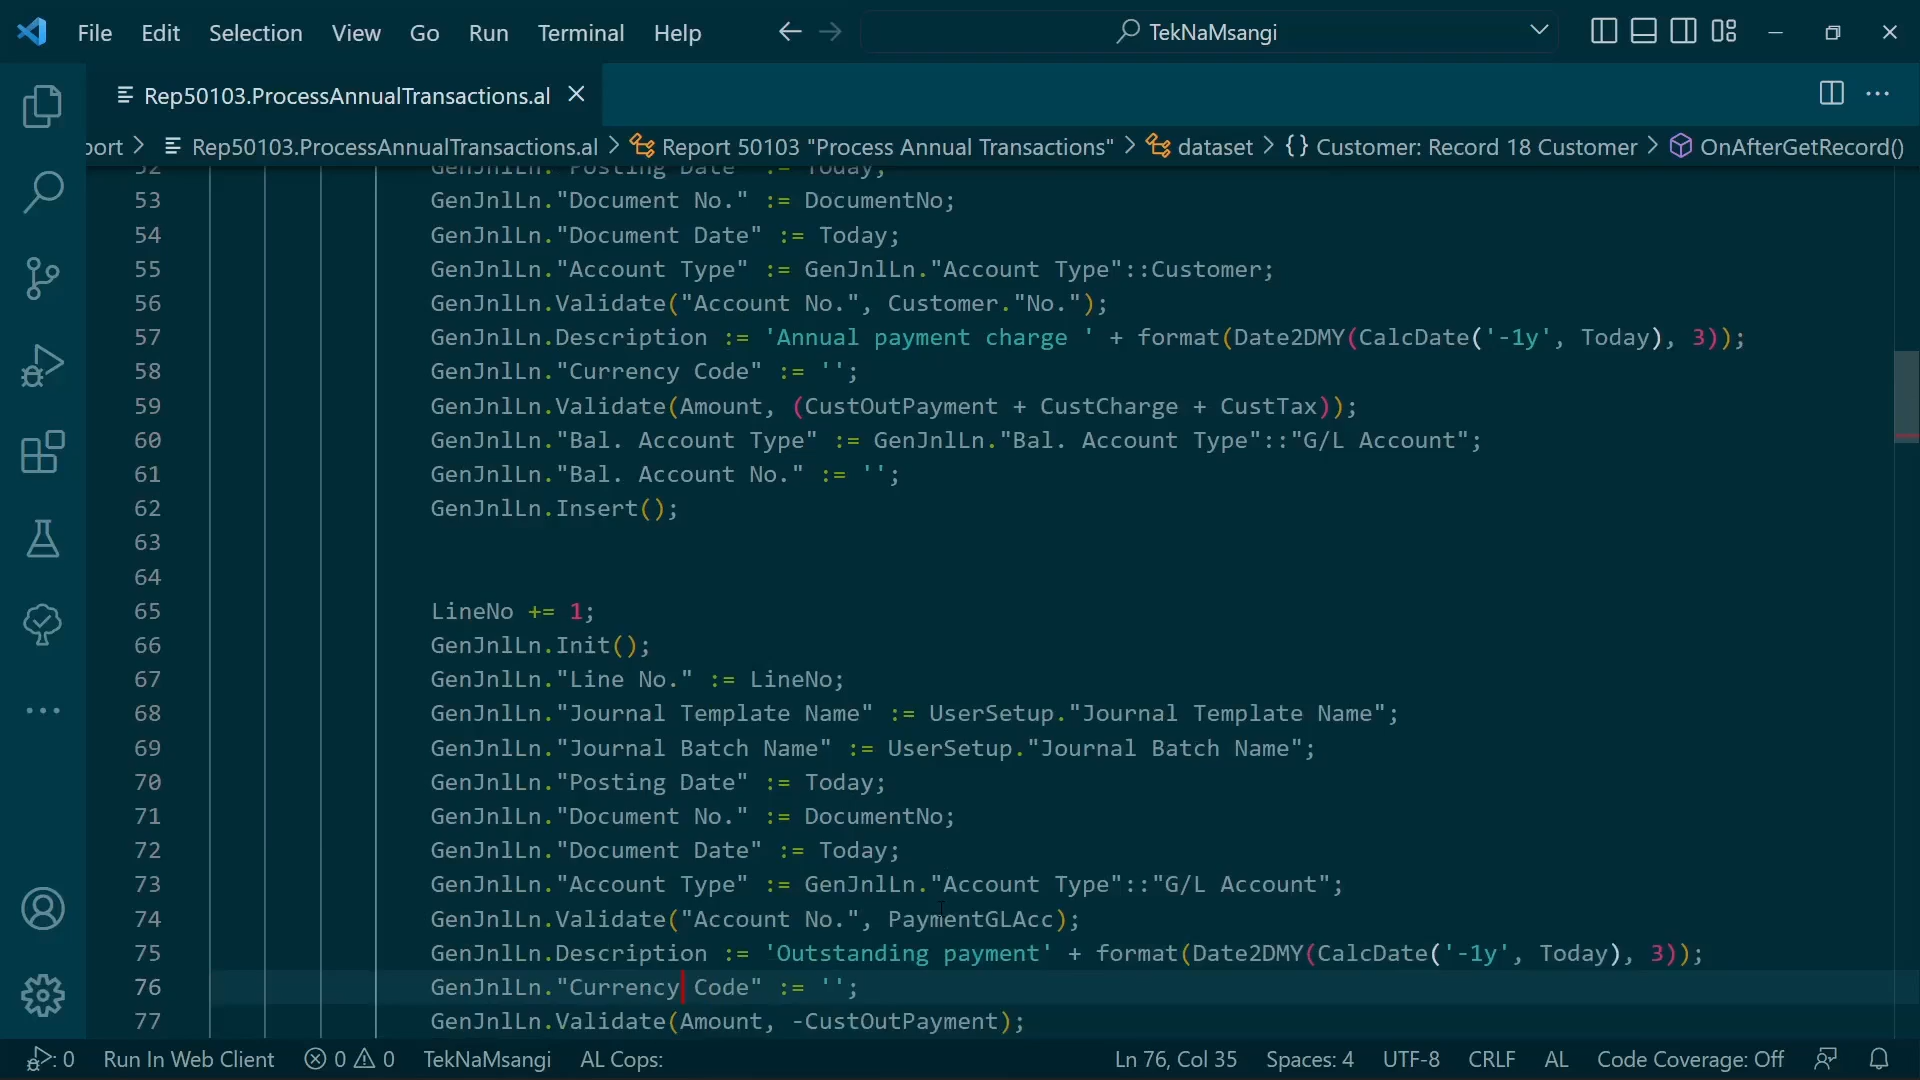 File Edit Selection View Go Run Terminal Help TekNaMsangi
Rep50103.ProcessAnnualTransactions.al
port > Rep50103.ProcessAnnualTransactions.al > Report 50103 "Process Annual Transactions" > dataset > {} Customer: Record 18 Customer > OnAfterGetRecord()
52 GenJnlLn."Posting Date" := Today;
53 GenJnlLn."Document No." := DocumentNo;
54 GenJnlLn."Document Date" := Today;
55 GenJnlLn."Account Type" := GenJnlLn."Account Type"::Customer;
56 GenJnlLn.Validate("Account No.", Customer."No.");
57 GenJnlLn.Description := 'Annual payment charge ' + format(Date2DMY(CalcDate('-1y', Today), 3));
58 GenJnlLn."Currency Code" := '';
59 GenJnlLn.Validate(Amount, (CustOutPayment + CustCharge + CustTax));
60 GenJnlLn."Bal. Account Type" := GenJnlLn."Bal. Account Type"::"G/L Account";
61 GenJnlLn."Bal. Account No." := '';
62 GenJnlLn.Insert();
63
64
65 LineNo += 1;
66 GenJnlLn.Init();
67 GenJnlLn."Line No." := LineNo;
68 GenJnlLn."Journal Template Name" := UserSetup."Journal Template Name";
69 GenJnlLn."Journal Batch Name" := UserSetup."Journal Batch Name";
70 GenJnlLn."Posting Date" := Today;
71 GenJnlLn."Document No." := DocumentNo;
72 GenJnlLn."Document Date" := Today;
73 GenJnlLn."Account Type" := GenJnlLn."Account Type"::"G/L Account";
74 GenJnlLn.Validate("Account No.", PaymentGLAcc);
75 GenJnlLn.Description := 'Outstanding payment' + format(Date2DMY(CalcDate('-1y', Today), 3));
76 GenJnlLn."Currency Code" := '';
77 GenJnlLn.Validate(Amount, -CustOutPayment);
: 0 Run In Web Client 0 0 TekNaMsangi AL Cops: Ln 76, Col 35 Spaces: 4 UTF-8 CRLF AL Code Coverage: Off